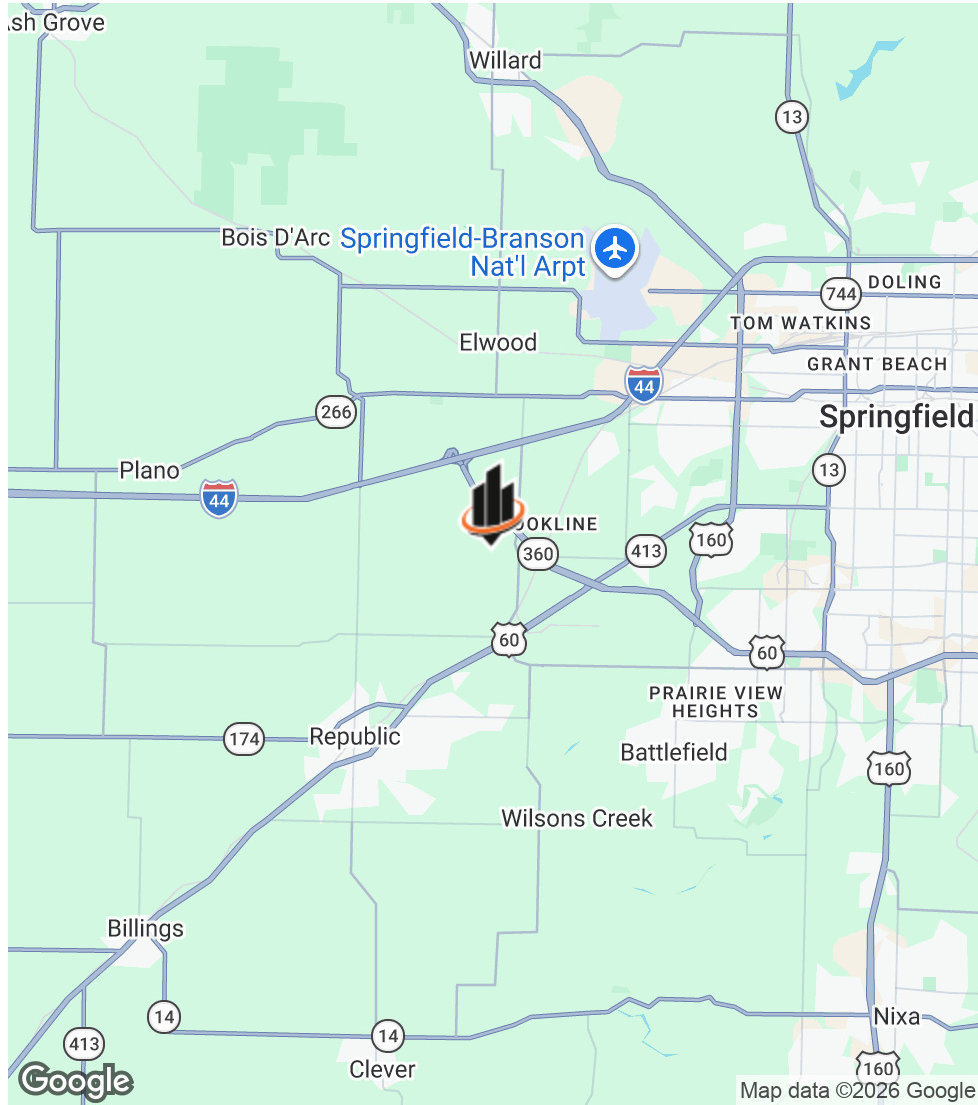 Ash Grove
Willard
13
Bois D'Arc
Springfield-Branson
Nat'l Arpt
DOLING
744
TOM WATKINS
Elwood
GRANT BEACH
44
266
Springfield
Plano
13
44
OOKLINE
160
360
413
60
60
PRAIRIE VIEW
HEIGHTS
174
Republic
Battlefield
160
Wilsons Creek
Billings
14
Nixa
413
14
Clever
160
Google
Map data ©2026 Google